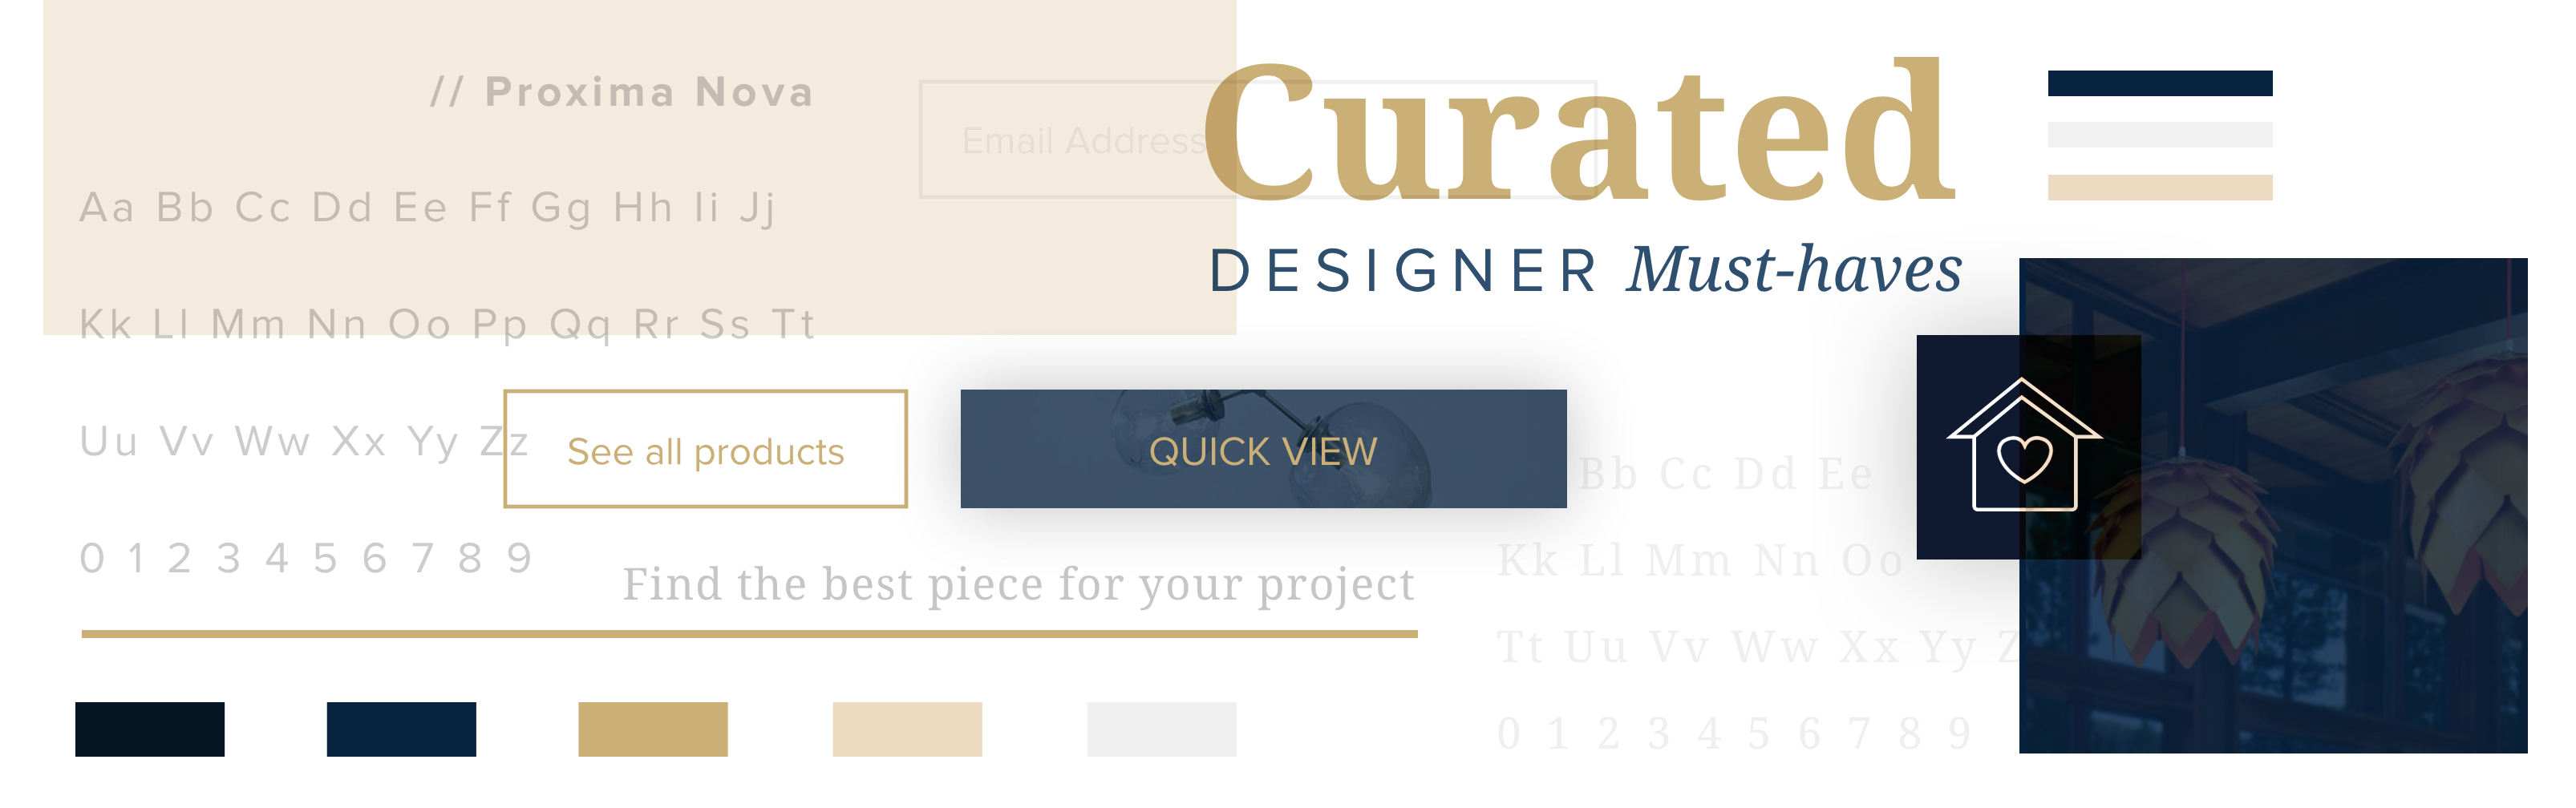 // Proxima Nova
Aa Bb Cc Dd Ee Ff Gg Hh Ii Jj
Kk Ll Mm Nn Oo Pp Qq Rr Ss Tt
Uu Vv Ww Xx Yy Zz
0 1 2 3 4 5 6 7 8 9
Email Address
Curated
DESIGNER Must-haves
See all products
QUICK VIEW
Find the best piece for your project
Bb Cc Dd Ee
Kk Ll Mm Nn Oo
Tt Uu Vv Ww Xx Yy Z
0 1 2 3 4 5 6 7 8 9